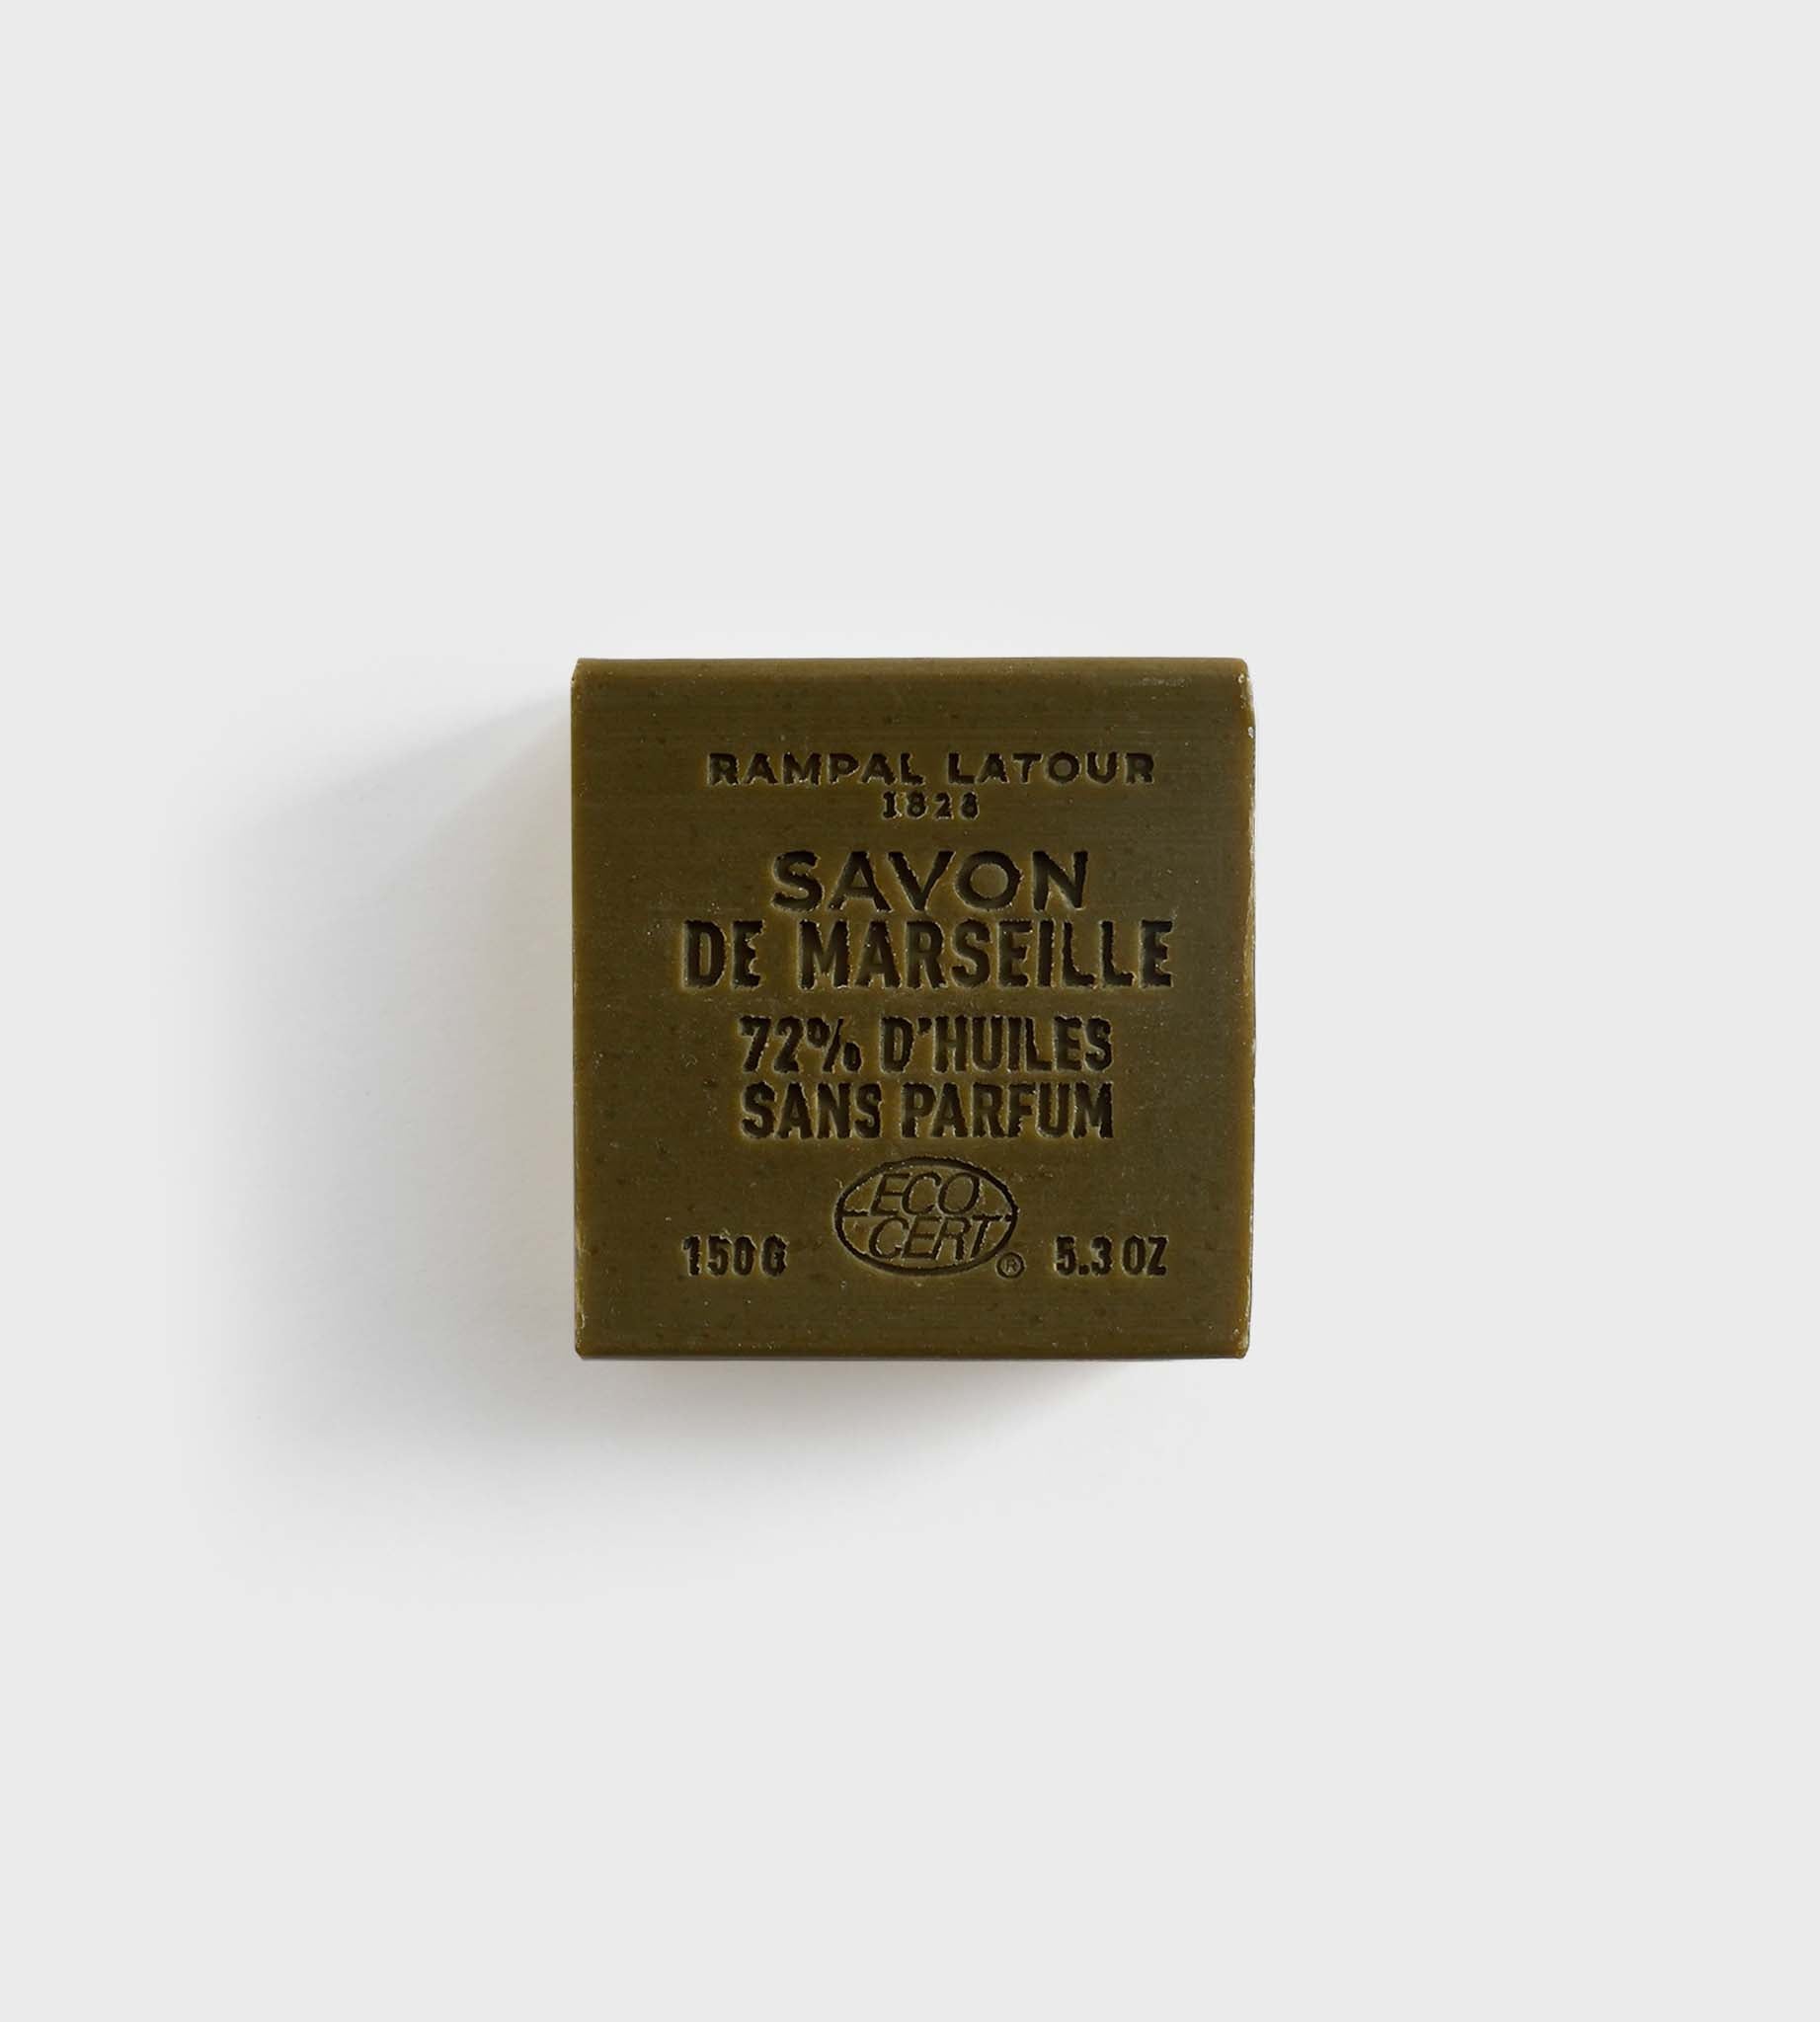 RAMPAL LATOUR
1828
SAVON
DE MARSEILLE
72% D'HUILES
SANS PARFUM
ECO
CERT®
150G 5.3 OZ